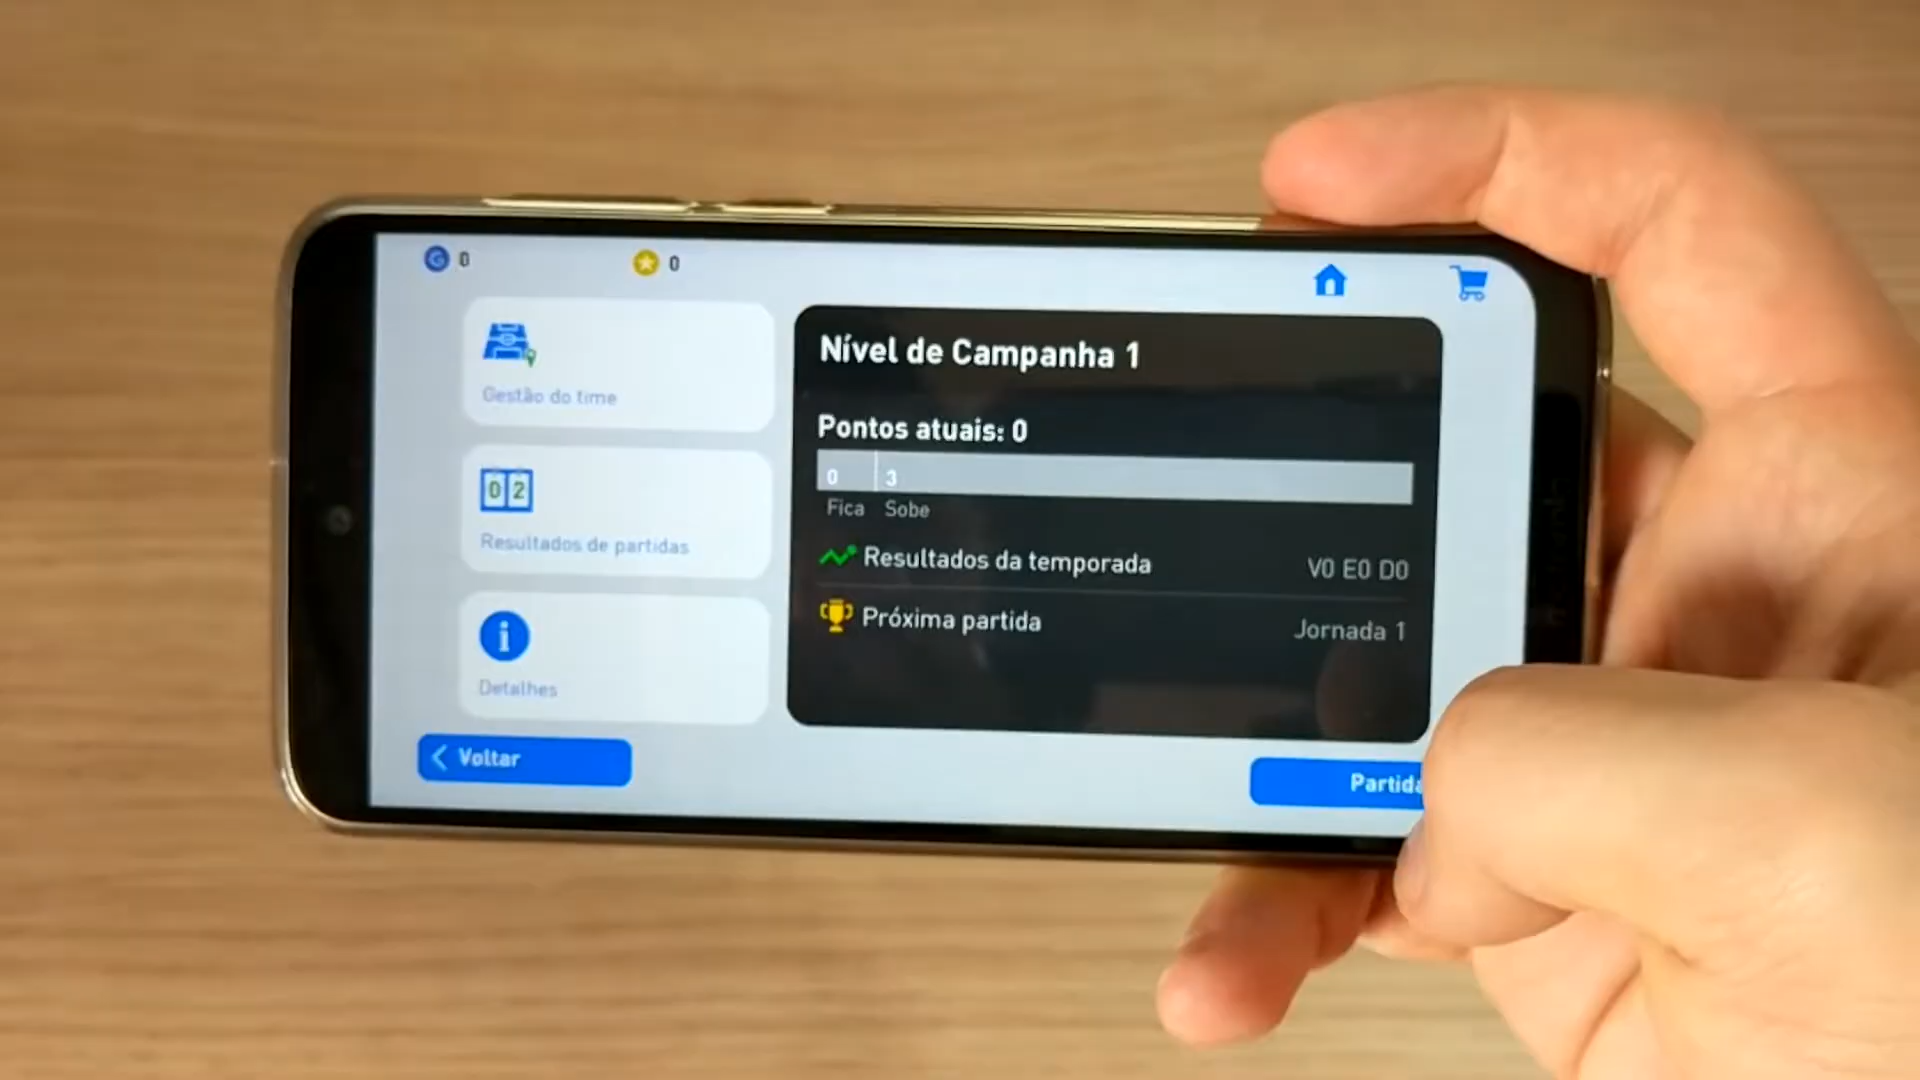 0
0
Gestão do time
0 2
Resultados de partidas
Detalhes
Voltar
Nível de Campanha 1
Pontos atuais: 0
0 3
Fica Sobe
Resultados da temporada V0 E0 D0
Próxima partida Jornada 1